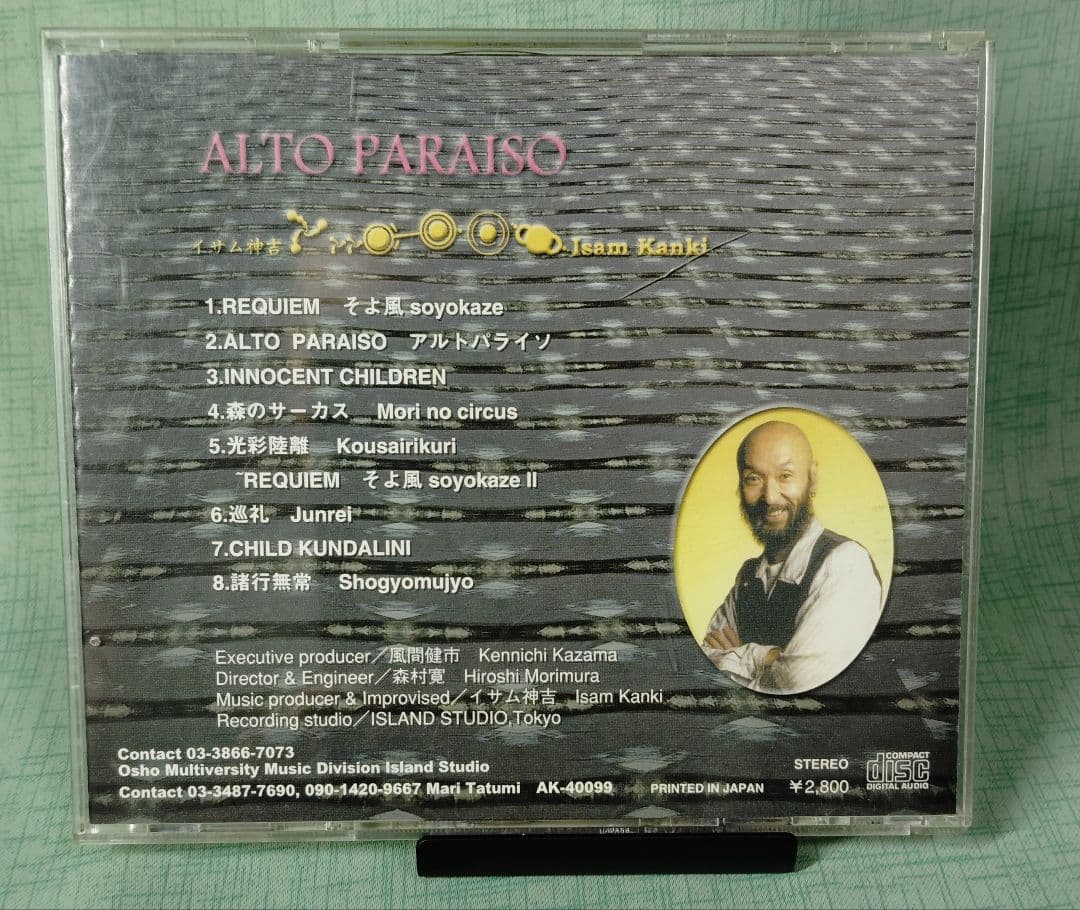 ALTO PARAISO
イサム神吉 Isam Kanki
1.REQUIEM そよ風 soyokaze
2.ALTO PARAISO アルトパライソ
3.INNOCENT CHILDREN
4.森のサーカス Mori no circus
5.光彩陸離 Kousairikuri
~REQUIEM そよ風 soyokaze II
6.巡礼 Junrei
7.CHILD KUNDALINI
8.諸行無常 Shogyomujyo
Executive producer／風間健市 Kennichi Kazama
Director & Engineer／森村寛 Hiroshi Morimura
Music producer & Improvised／イサム神吉 Isam Kanki
Recording studio／ISLAND STUDIO,Tokyo
Contact 03-3866-7073
Osho Multiversity Music Division Island Studio
Contact 03-3487-7690, 090-1420-9667 Mari Tatumi AK-40099 PRINTED IN JAPAN
STEREO
¥2,800
COMPACT
disc
DIGITAL AUDIO